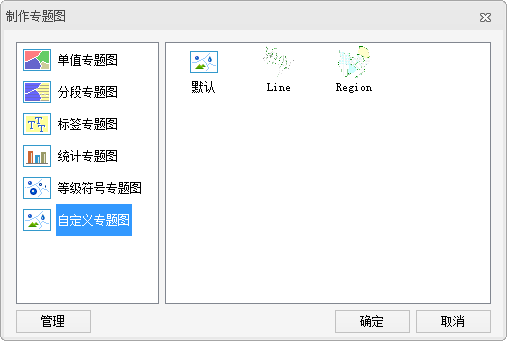 制作专题图
单值专题图
分段专题图
标签专题图
统计专题图
等级符号专题图
自定义专题图
默认
Line
Region
管理
确定
取消